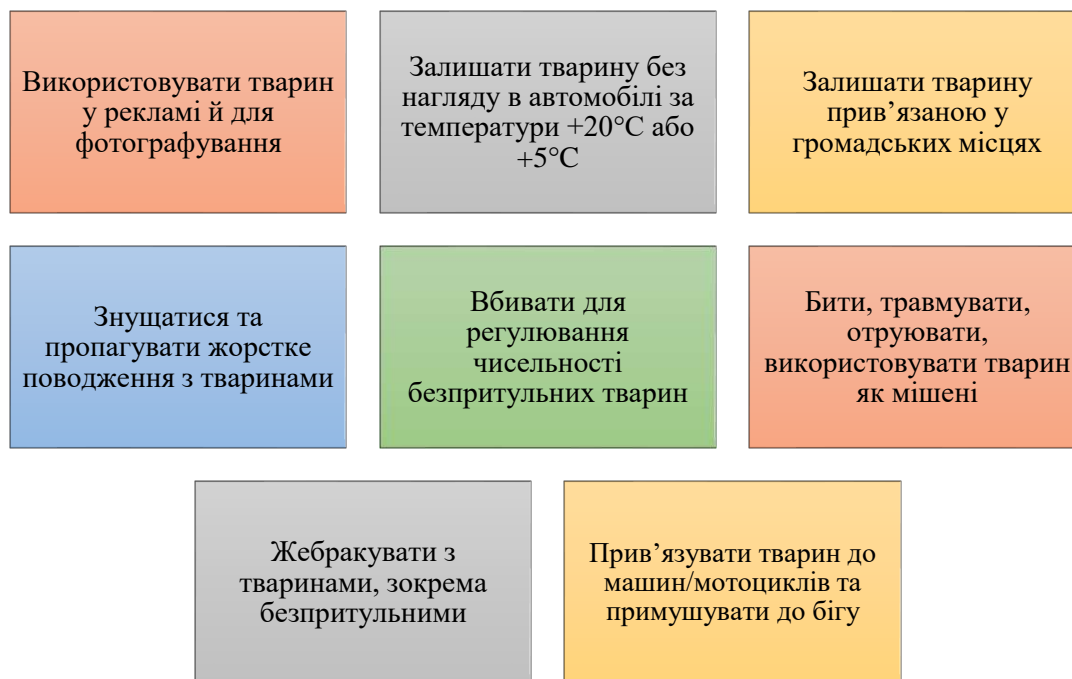 Використовувати тварин
у рекламі й для
фотографування
Залишати тварину без
нагляду в автомобілі за
температури +20°C або
+5°C
Залишати тварину
прив’язаною у
громадських місцях
Знущатися та
пропагувати жорстке
поводження з тваринами
Вбивати для
регулювання
чисельності
безпритульних тварин
Бити, травмувати,
отруювати,
використовувати тварин
як мішені
Жебракувати з
тваринами, зокрема
безпритульними
Прив’язувати тварин до
машин/мотоциклів та
примушувати до бігу